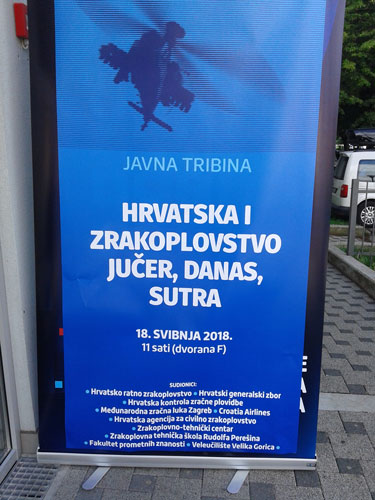 JAVNA TRIBINA
HRVATSKA I
ZRAKOPLOVSTVO
JUČER, DANAS,
SUTRA
18. SVIBNJA 2018.
11 sati (dvorana F)
SUDIONICI:
• Hrvatsko ratno zrakoplovstvo • Hrvatski generalski zbor
• Hrvatska kontrola zračne plovidbe
• Međunarodna zračna luka Zagreb • Croatia Airlines
• Hrvatska agencija za civilno zrakoplovstvo
• Zrakoplovno-tehnički centar
• Zrakoplovna tehnička škola Rudolfa Perešina
• Fakultet prometnih znanosti • Veleučilište Velika Gorica •